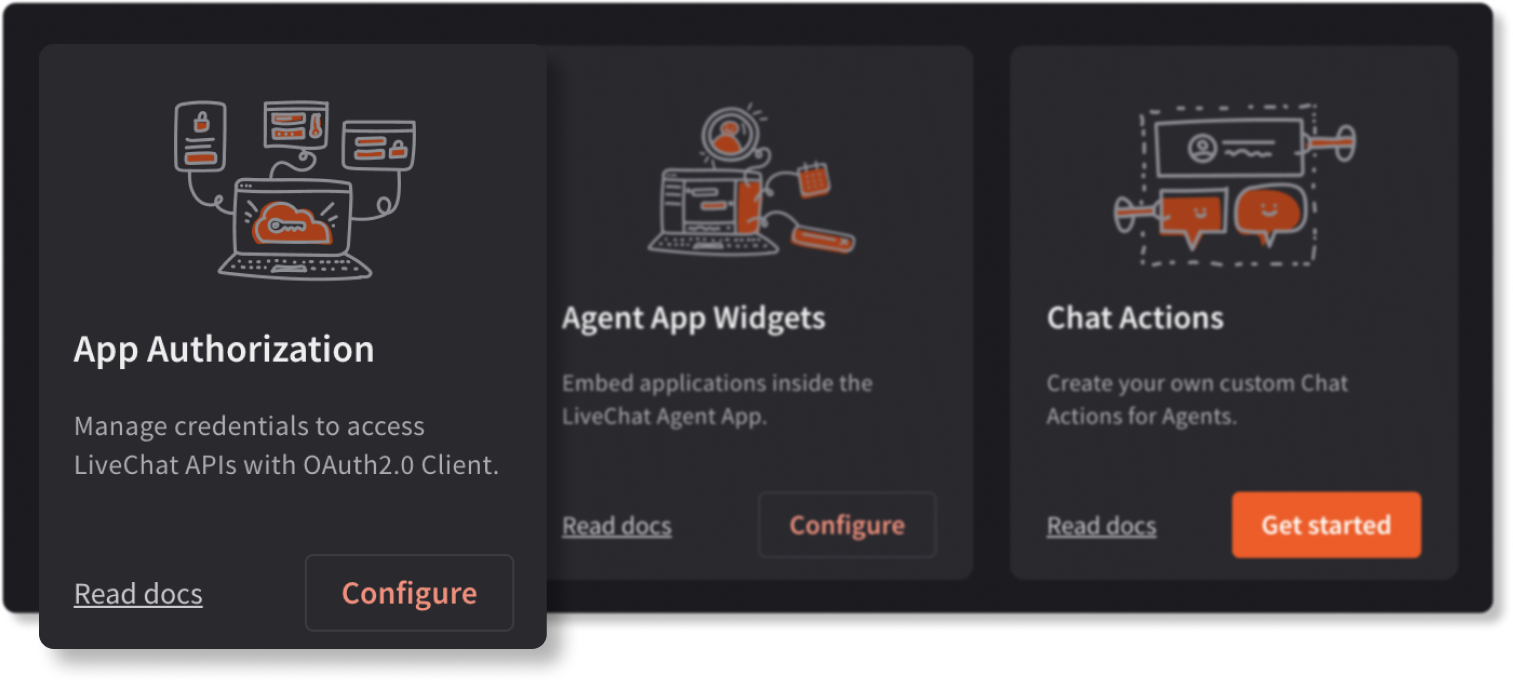 App Authorization
Manage credentials to access
LiveChat APIs with OAuth2.0 Client.
Read docs
Configure
Agent App Widgets
Embed applications inside the
LiveChat Agent App.
Read docs
Configure
Chat Actions
Create your own custom Chat
Actions for Agents.
Read docs
Get started